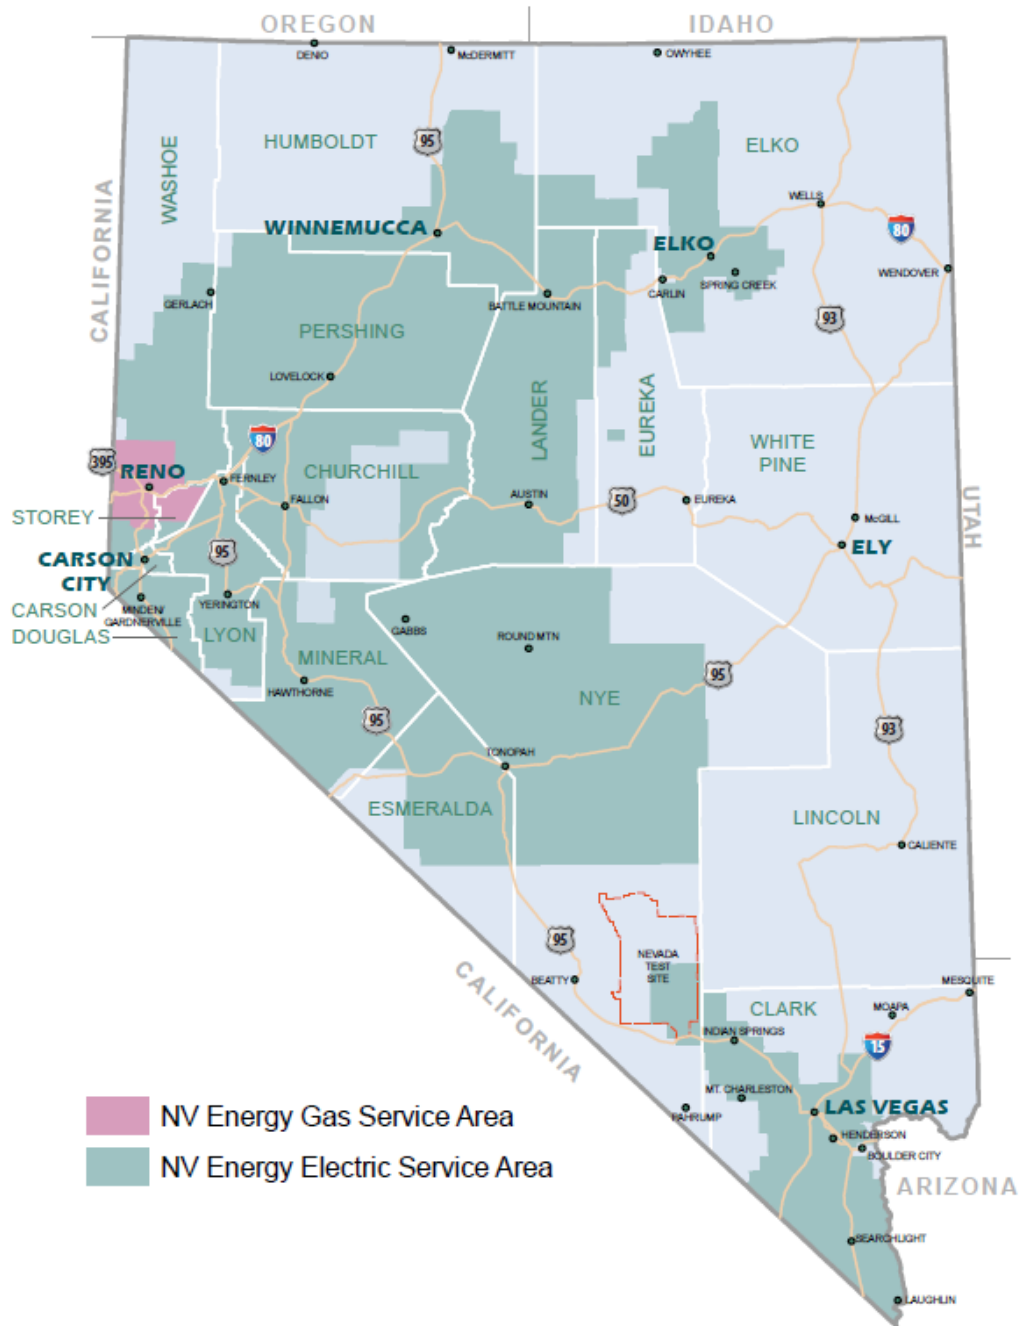 OREGON
IDAHO
DENIO
McDERMITT
OWYHEE
HUMBOLDT
95
ELKO
WASHOE
CALIFORNIA
WELLS
WINNEMUCCA
ELKO
80
WENDOVER
GERLACH
BATTLE MOUNTAIN
CARLIN
SPRING CREEK
PERSHING
93
LOVELOCK
LANDER
EUREKA
WHITE
PINE
80
395
RENO
FERNLEY
CHURCHILL
FALLON
AUSTIN
50
EUREKA
UTAH
STOREY
McGILL
CARSON
CITY
95
ELY
CARSON
MINDEN/
GARDNERVILLE
YERINGTON
DOUGLAS
LYON
GABBS
ROUND MTN
MINERAL
HAWTHORNE
95
NYE
95
93
TONOPAH
ESMERALDA
LINCOLN
CALIENTE
95
NEVADA
TEST
SITE
BEATTY
CALIFORNIA
MESQUITE
CLARK
MOAPA
INDIAN SPRINGS
15
MT. CHARLESTON
PAHRUMP
LAS VEGAS
HENDERSON
BOULDER CITY
ARIZONA
NV Energy Gas Service Area
NV Energy Electric Service Area
SEARCHLIGHT
LAUGHLIN